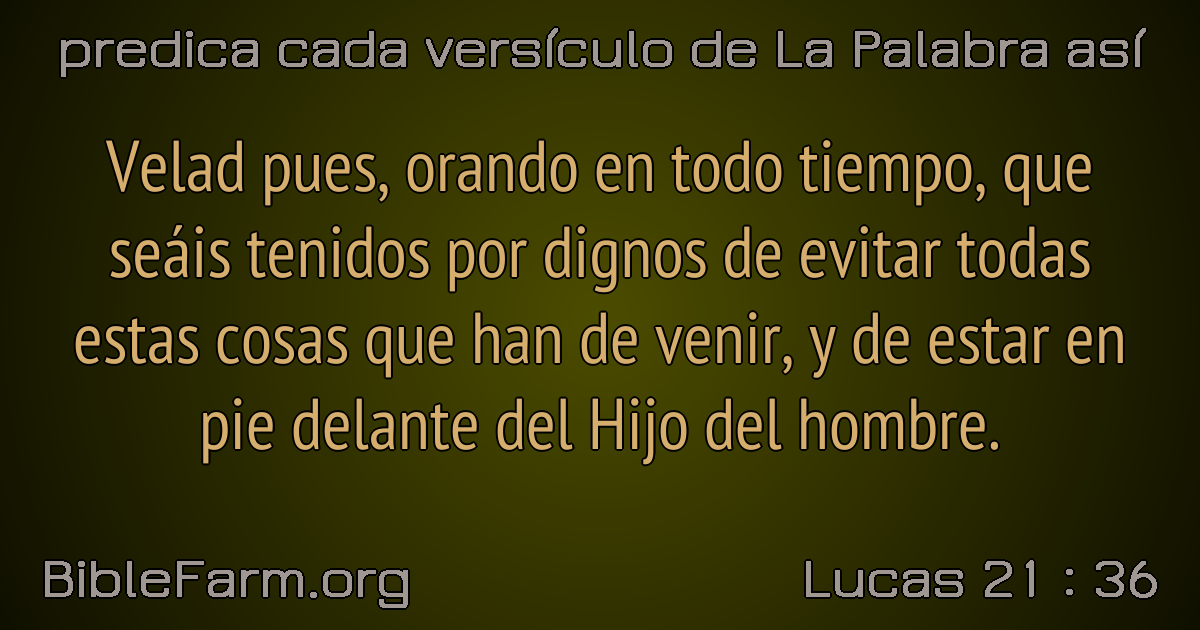 predica cada versículo de La Palabra así
Velad pues, orando en todo tiempo, que
seáis tenidos por dignos de evitar todas
estas cosas que han de venir, y de estar en
pie delante del Hijo del hombre.
BibleFarm.org
Lucas 21 : 36